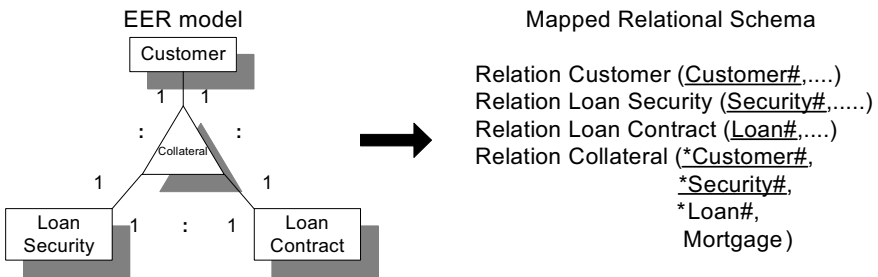 EER model
Customer
1 1
: :
Collateral
1 1
Loan Security
1 : 1
Loan Contract
Mapped Relational Schema
Relation Customer (Customer#,....)
Relation Loan Security (Security#,.....)
Relation Loan Contract (Loan#,....)
Relation Collateral (*Customer#,
*Security#,
*Loan#,
Mortgage)